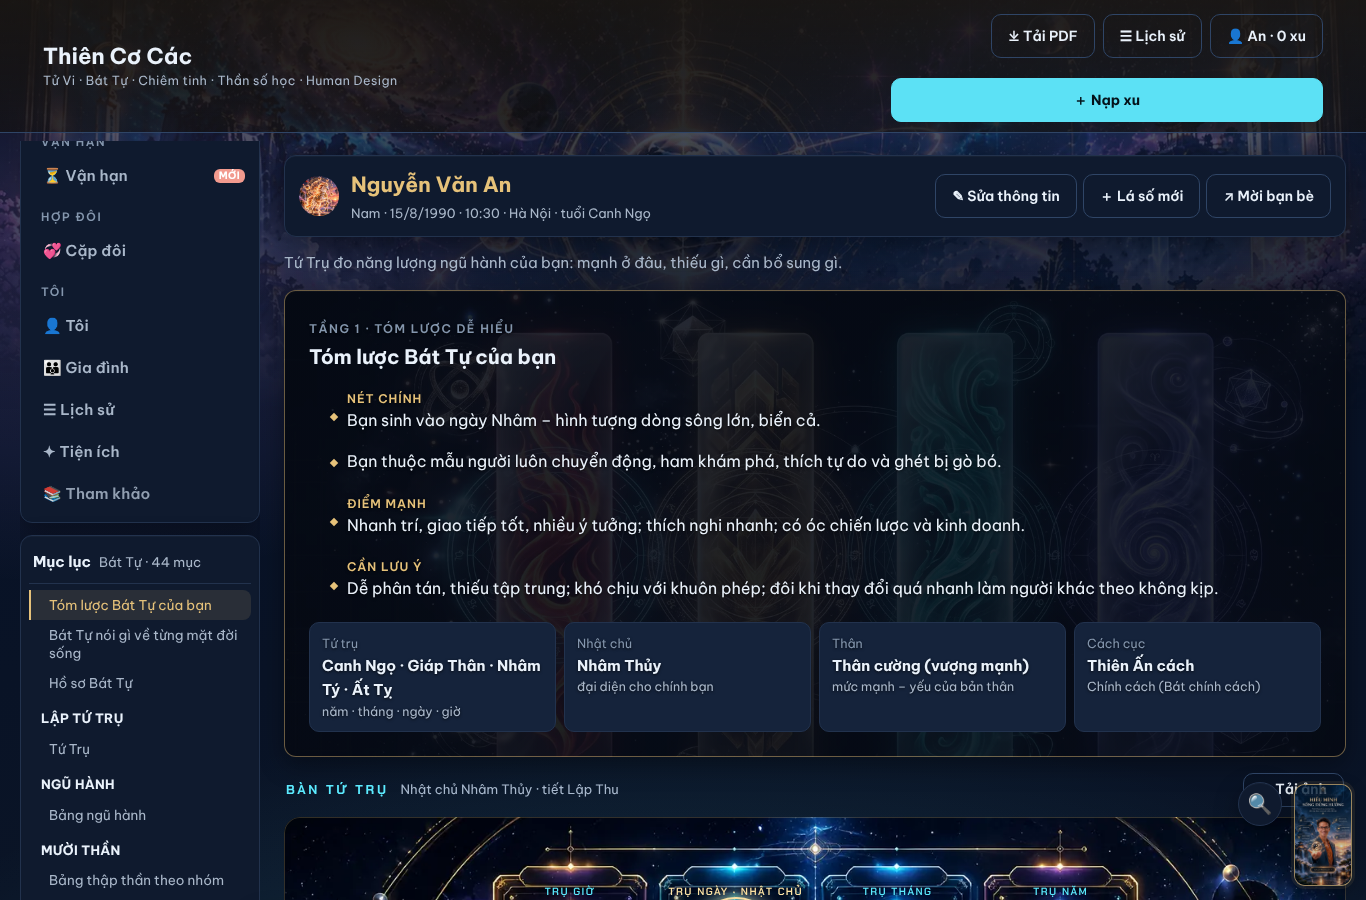 Thiên Cơ Các
Tử Vi · Bát Tự · Chiêm tinh · Thần số học · Human Design
Tải PDF
Lịch sử
An · 0 xu
+ Nạp xu
VẬN HẠN
Vận hạn
MỚI
HỢP ĐÔI
Cặp đôi
TÔI
Tôi
Gia đình
Lịch sử
Tiện ích
Tham khảo
Mục lục Bát Tự · 44 mục
Tóm lược Bát Tự của bạn
Bát Tự nói gì về từng mặt đời
sống
Hồ sơ Bát Tự
LẬP TỨ TRỤ
Tứ Trụ
NGŨ HÀNH
Bảng ngũ hành
MƯỜI THẦN
Bảng thập thần theo nhóm
Nguyễn Văn An
Nam · 15/8/1990 · 10:30 · Hà Nội · tuổi Canh Ngọ
Sửa thông tin
+ Lá số mới
Mời bạn bè
Tứ Trụ đo năng lượng ngũ hành của bạn: mạnh ở đâu, thiếu gì, cần bổ sung gì.
TẦNG 1 · TÓM LƯỢC DỄ HIỂU
Tóm lược Bát Tự của bạn
NÉT CHÍNH
Bạn sinh vào ngày Nhâm – hình tượng dòng sông lớn, biển cả.
Bạn thuộc mẫu người luôn chuyển động, ham khám phá, thích tự do và ghét bị gò bó.
ĐIỂM MẠNH
Nhanh trí, giao tiếp tốt, nhiều ý tưởng; thích nghi nhanh; có óc chiến lược và kinh doanh.
CẦN LƯU Ý
Dễ phân tán, thiếu tập trung; khó chịu với khuôn phép; đôi khi thay đổi quá nhanh làm người khác theo không kịp.
Tứ trụ
Canh Ngọ · Giáp Thân · Nhâm
Tý · Ất Tỵ
năm · tháng · ngày · giờ
Nhật chủ
Nhâm Thủy
đại diện cho chính bạn
Thân
Thân cường (vượng mạnh)
mức mạnh – yếu của bản thân
Cách cục
Thiên Ấn cách
Chính cách (Bát chính cách)
BÀN TỨ TRỤ Nhật chủ Nhâm Thủy · tiết Lập Thu
Tải ảnh
TRỤ GIỜ
TRỤ NGÀY · NHẬT CHỦ
TRỤ THÁNG
TRỤ NĂM